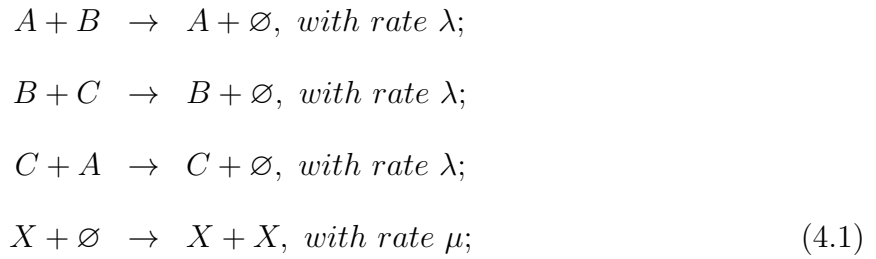 A + B → A + ∅, with rate λ;
B + C → B + ∅, with rate λ;
C + A → C + ∅, with rate λ;
X + ∅ → X + X, with rate μ; (4.1)